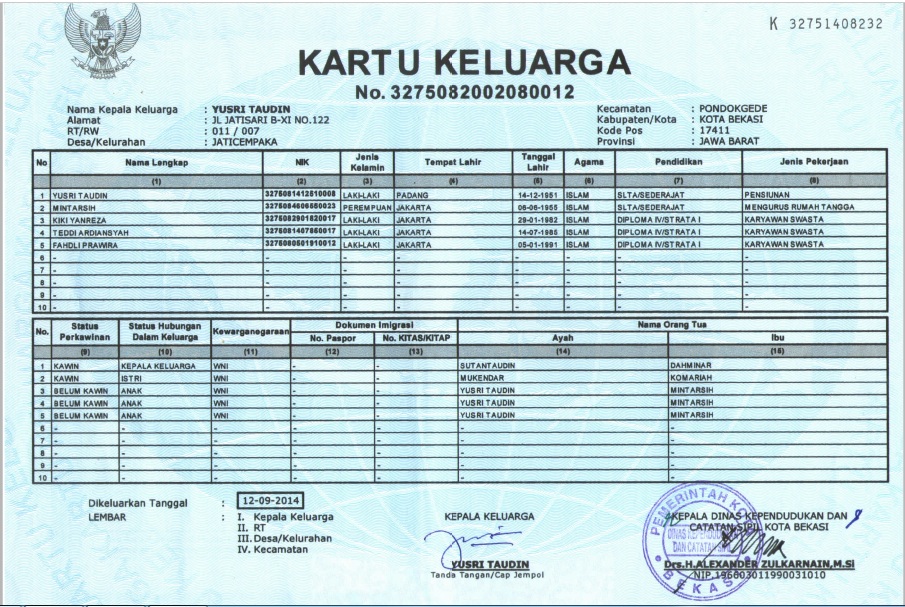 K 32751408232
KARTU KELUARGA
No. 3275082002080012
Nama Kepala Keluarga : YUSRI TAUDIN
Alamat : JL JATISARI B-XI NO.122
RT/RW : 011 / 007
Desa/Kelurahan : JATICEMPAKA
Kecamatan : PONDOKGEDE
Kabupaten/Kota : KOTA BEKASI
Kode Pos : 17411
Provinsi : JAWA BARAT
No Nama Lengkap NIK Jenis Kelamin Tempat Lahir Tanggal Lahir Agama Pendidikan Jenis Pekerjaan
(1) (2) (3) (4) (5) (6) (7) (8)
1 YUSRI TAUDIN 3275081412510008 LAKI-LAKI PADANG 14-12-1951 ISLAM SLTA/SEDERAJAT PENSIUNAN
2 MINTARSIH PEREMPUAN JAKARTA ISLAM SLTA/SEDERAJAT MENGURUS RUMAH TANGGA
3 KIKI YANREZA 3275082901820017 LAKI-LAKI JAKARTA 29-01-1982 ISLAM DIPLOMA IV/STRATA I KARYAWAN SWASTA
4 TEDDI ARDIANSYAH LAKI-LAKI JAKARTA 14-07-1985 ISLAM DIPLOMA IV/STRATA I KARYAWAN SWASTA
5 FAHDLI PRAWIRA 3275080501910012 LAKI-LAKI JAKARTA 05-01-1991 ISLAM DIPLOMA IV/STRATA I KARYAWAN SWASTA
6 - - - - - - - -
7 - - - - - - - -
8 - - - - - - - -
9 - - - - - - - -
10 - - - - - - - -
No. Status Perkawinan Status Hubungan Dalam Keluarga Kewarganegaraan Dokumen Imigrasi Nama Orang Tua
No. Paspor No. KITAS/KITAP Ayah Ibu
(9) (10) (11) (12) (13) (14) (15)
1 KAWIN KEPALA KELUARGA WNI - - SUTANTAUDIN DAHMINAR
2 KAWIN ISTRI WNI - - MUKENDAR KOMARIAH
3 BELUM KAWIN ANAK WNI - - YUSRI TAUDIN MINTARSIH
4 BELUM KAWIN ANAK WNI - - YUSRI TAUDIN MINTARSIH
5 BELUM KAWIN ANAK WNI - - YUSRI TAUDIN MINTARSIH
6 - - - - - - -
7 - - - - - - -
8 - - - - - - -
9 - - - - - - -
10 - - - - - - -
Dikeluarkan Tanggal : 12-09-2014
LEMBAR : I. Kepala Keluarga
II. RT
III. Desa/Kelurahan
IV. Kecamatan
KEPALA KELUARGA
YUSRI TAUDIN
Tanda Tangan/Cap Jempol
KEPALA DINAS KEPENDUDUKAN DAN
CATATAN SIPIL KOTA BEKASI
Drs.H.ALEXANDER ZULKARNAIN,M.Si
NIP.196603011990031010
PEMERINTAH KOTA
BEKASI
DAN CATATAN